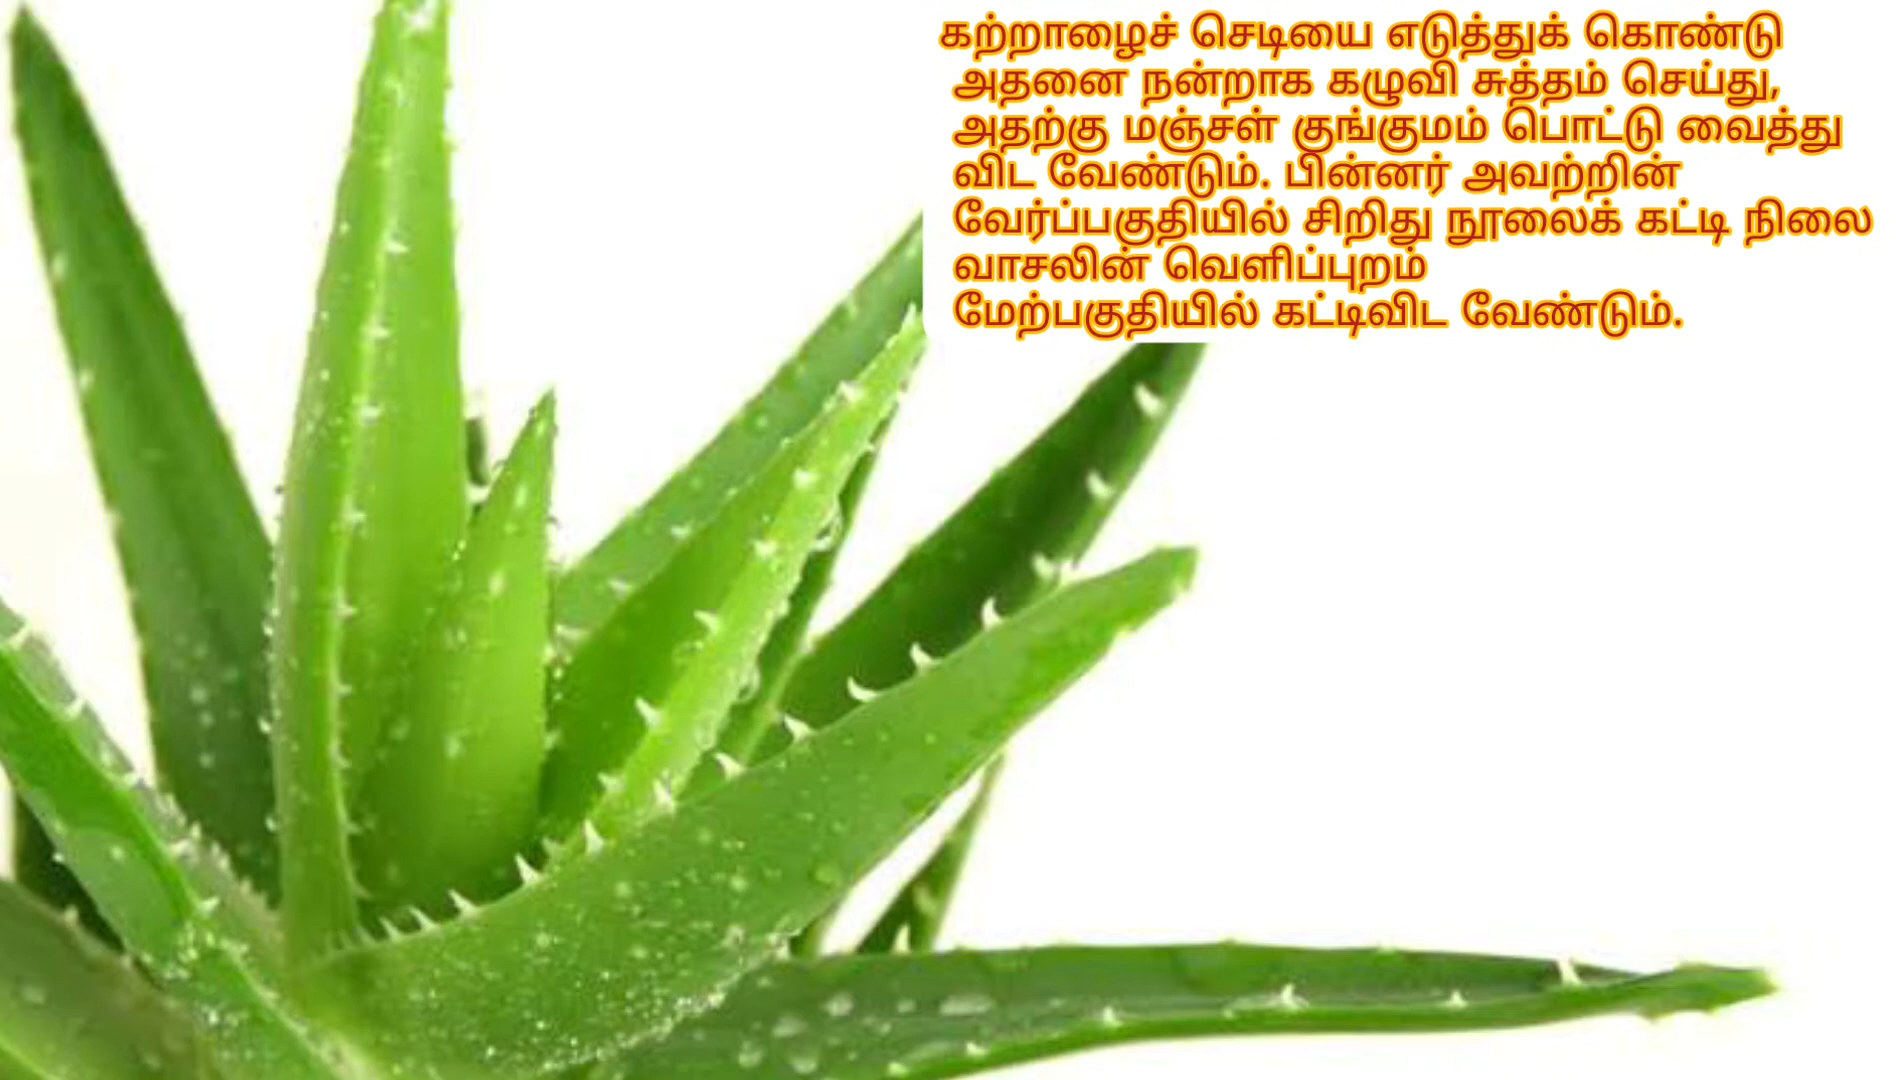 கற்றாழைச் செடியை எடுத்துக் கொண்டு
அதனை நன்றாக கழுவி சுத்தம் செய்து,
அதற்கு மஞ்சள் குங்குமம் பொட்டு வைத்து
விட வேண்டும். பின்னர் அவற்றின்
வேர்ப்பகுதியில் சிறிது நூலைக் கட்டி நிலை
வாசலின் வெளிப்புறம்
மேற்பகுதியில் கட்டிவிட வேண்டும்.